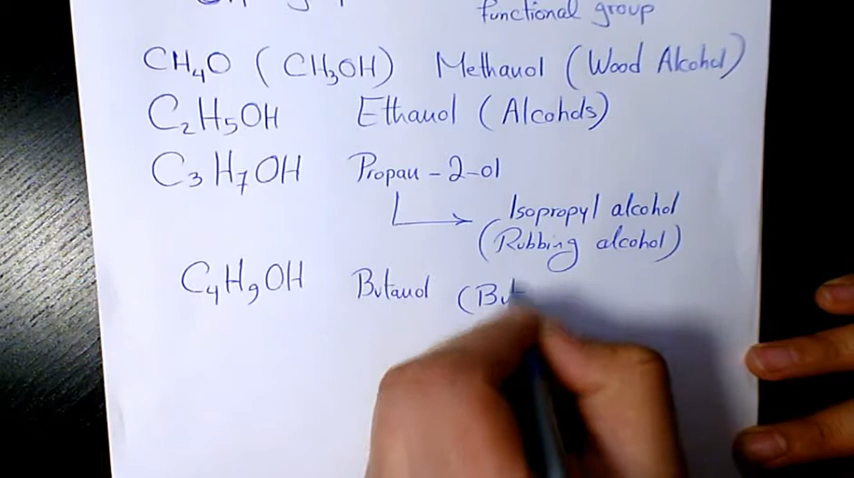 functional group
CH₄O (CH₃OH) Methanol (Wood Alcohol)
C₂H₅OH Ethanol (Alcohols)
C₃H₇OH Propan-2-ol
Isopropyl alcohol
(Rubbing alcohol)
C₄H₉OH Butanol (But